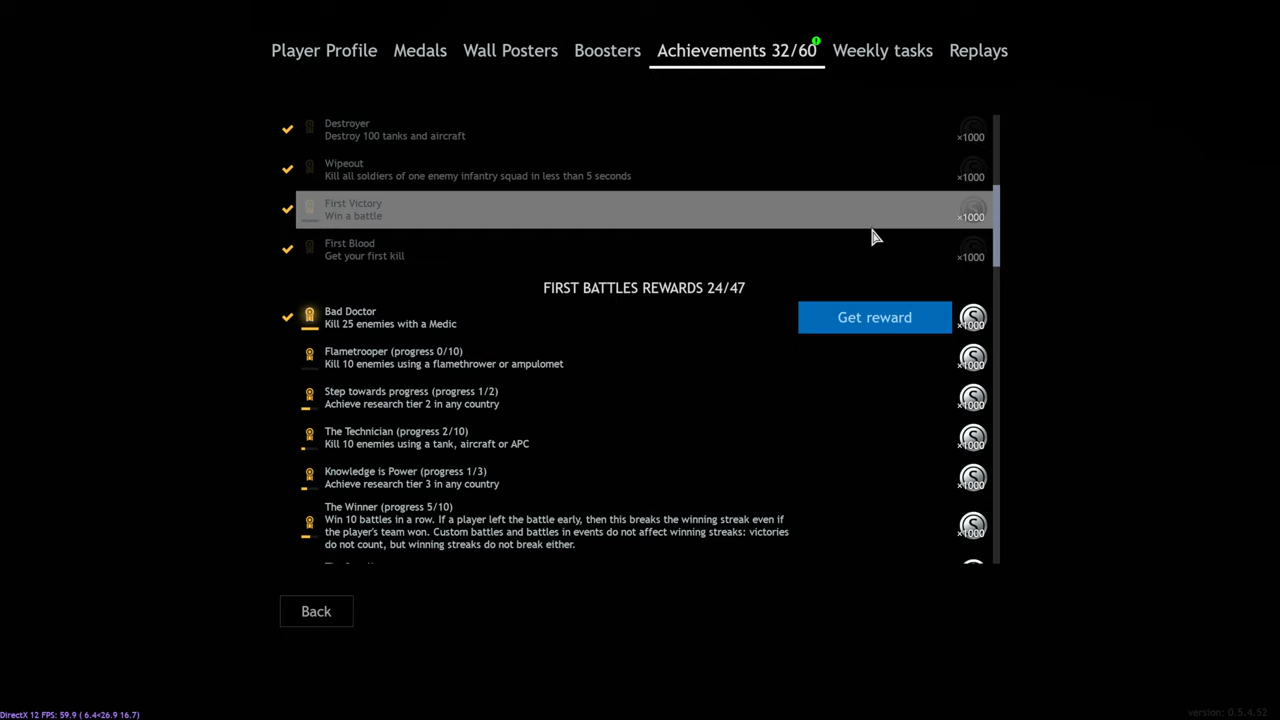 Player Profile Medals Wall Posters Boosters Achievements 32/60 ! Weekly tasks Replays
Destroyer
Destroy 100 tanks and aircraft
×1000
Wipeout
Kill all soldiers of one enemy infantry squad in less than 5 seconds
×1000
First Victory
Win a battle
×1000
First Blood
Get your first kill
×1000
FIRST BATTLES REWARDS 24/47
Bad Doctor
Kill 25 enemies with a Medic
Get reward
×1000
Flametrooper (progress 0/10)
Kill 10 enemies using a flamethrower or ampulomet
×1000
Step towards progress (progress 1/2)
Achieve research tier 2 in any country
×1000
The Technician (progress 2/10)
Kill 10 enemies using a tank, aircraft or APC
×1000
Knowledge is Power (progress 1/3)
Achieve research tier 3 in any country
×1000
The Winner (progress 5/10)
Win 10 battles in a row. If a player left the battle early, then this breaks the winning streak even if
the player's team won. Custom battles and battles in events do not affect winning streaks: victories
do not count, but winning streaks do not break either.
×1000
Back
DirectX 12 FPS: 59.9 ( 6.4<26.9 16.7)
version: 0.5.4.52